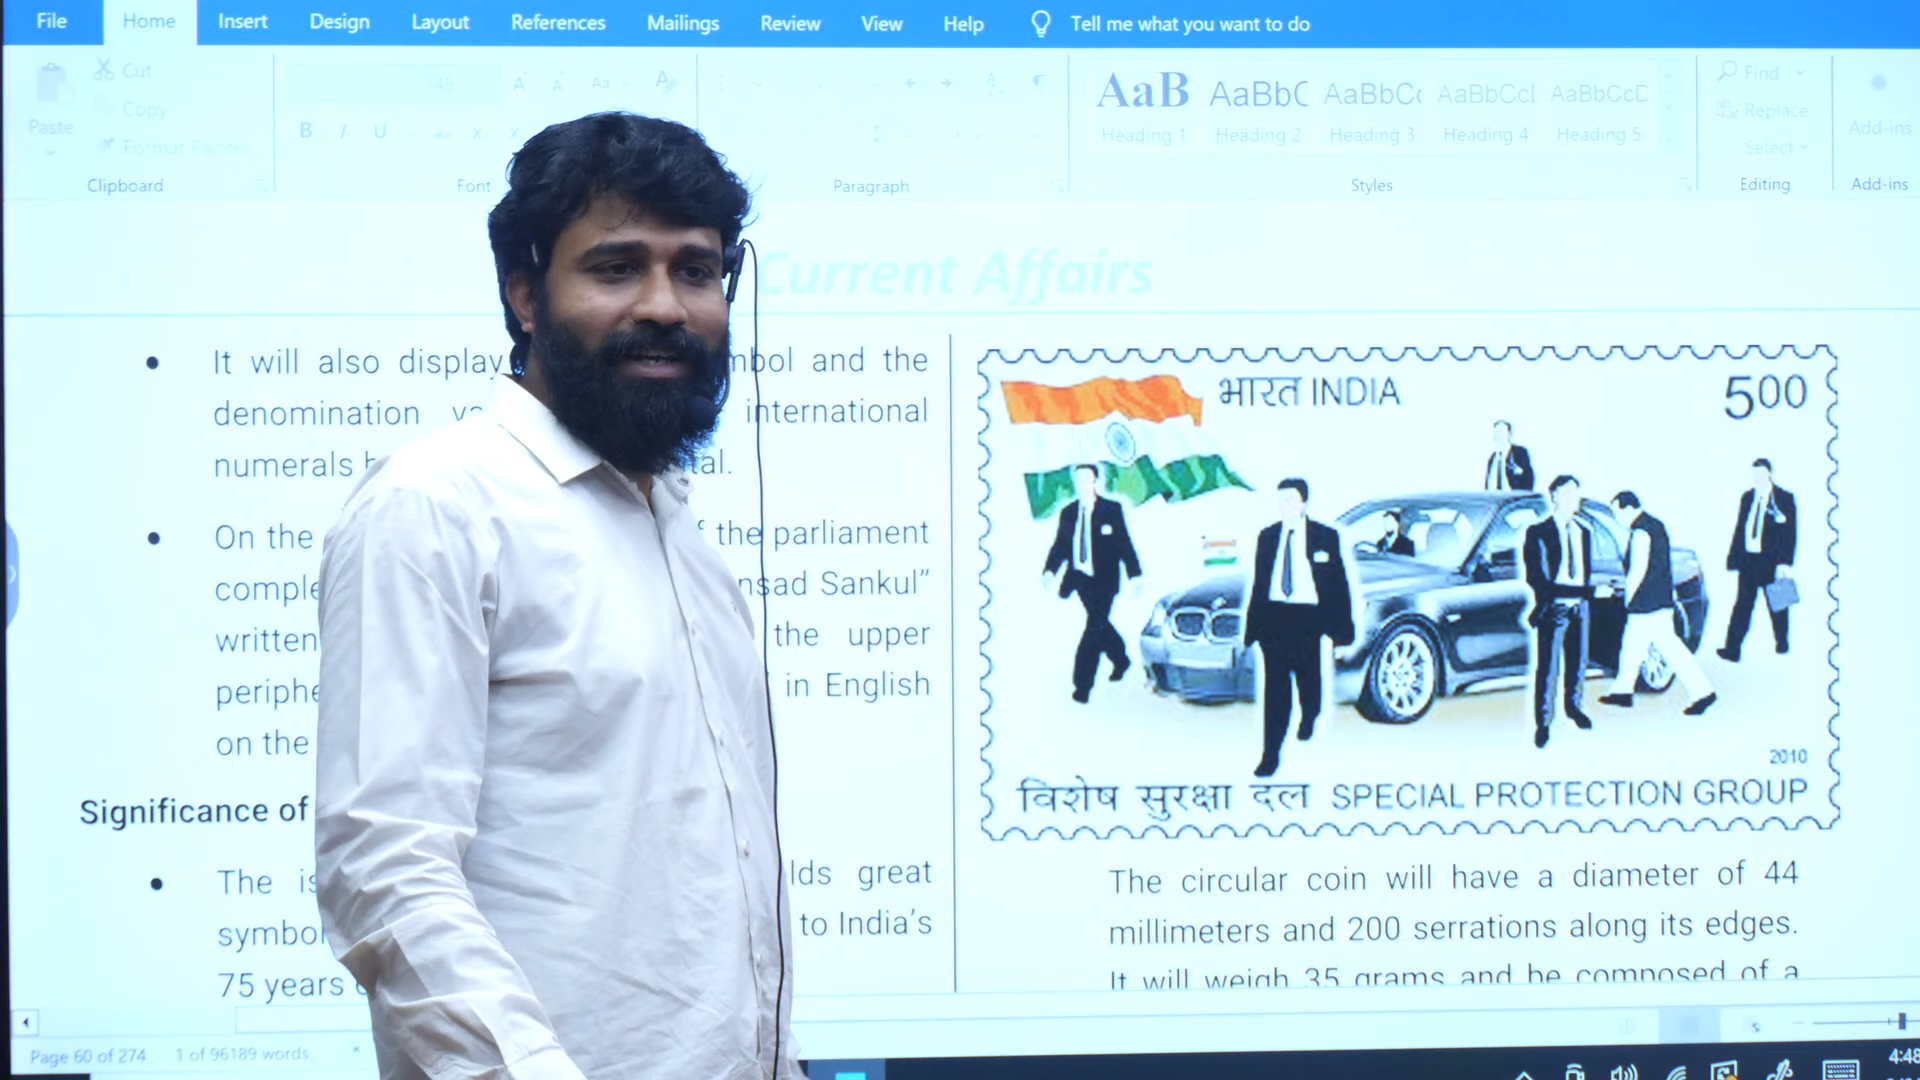 File Home Insert Design Layout References Mailings Review View Help Tell me what you want to do
Cut
Copy
Paste
Format Painter
48
Aa
B I U
AaB AaBbC AaBbCc AaBbCcI AaBbCcD
Heading 1 Heading 2 Heading 3 Heading 4 Heading 5
Find
Replace
Select
Add-ins
Clipboard Font Paragraph Styles Editing Add-ins
Current Affairs
• It will also display mbol and the
denomination international
numerals tal.
• On the the parliament
nsad Sankul”
written the upper
in English
on the
Significance of
• The lds great
to India’s
75 years
भारत INDIA
500
2010
विशेष सुरक्षा दल SPECIAL PROTECTION GROUP
The circular coin will have a diameter of 44
millimeters and 200 serrations along its edges.
It will weigh 35 grams and be composed of a
Page 60 of 274 1 of 96189 words
4:48